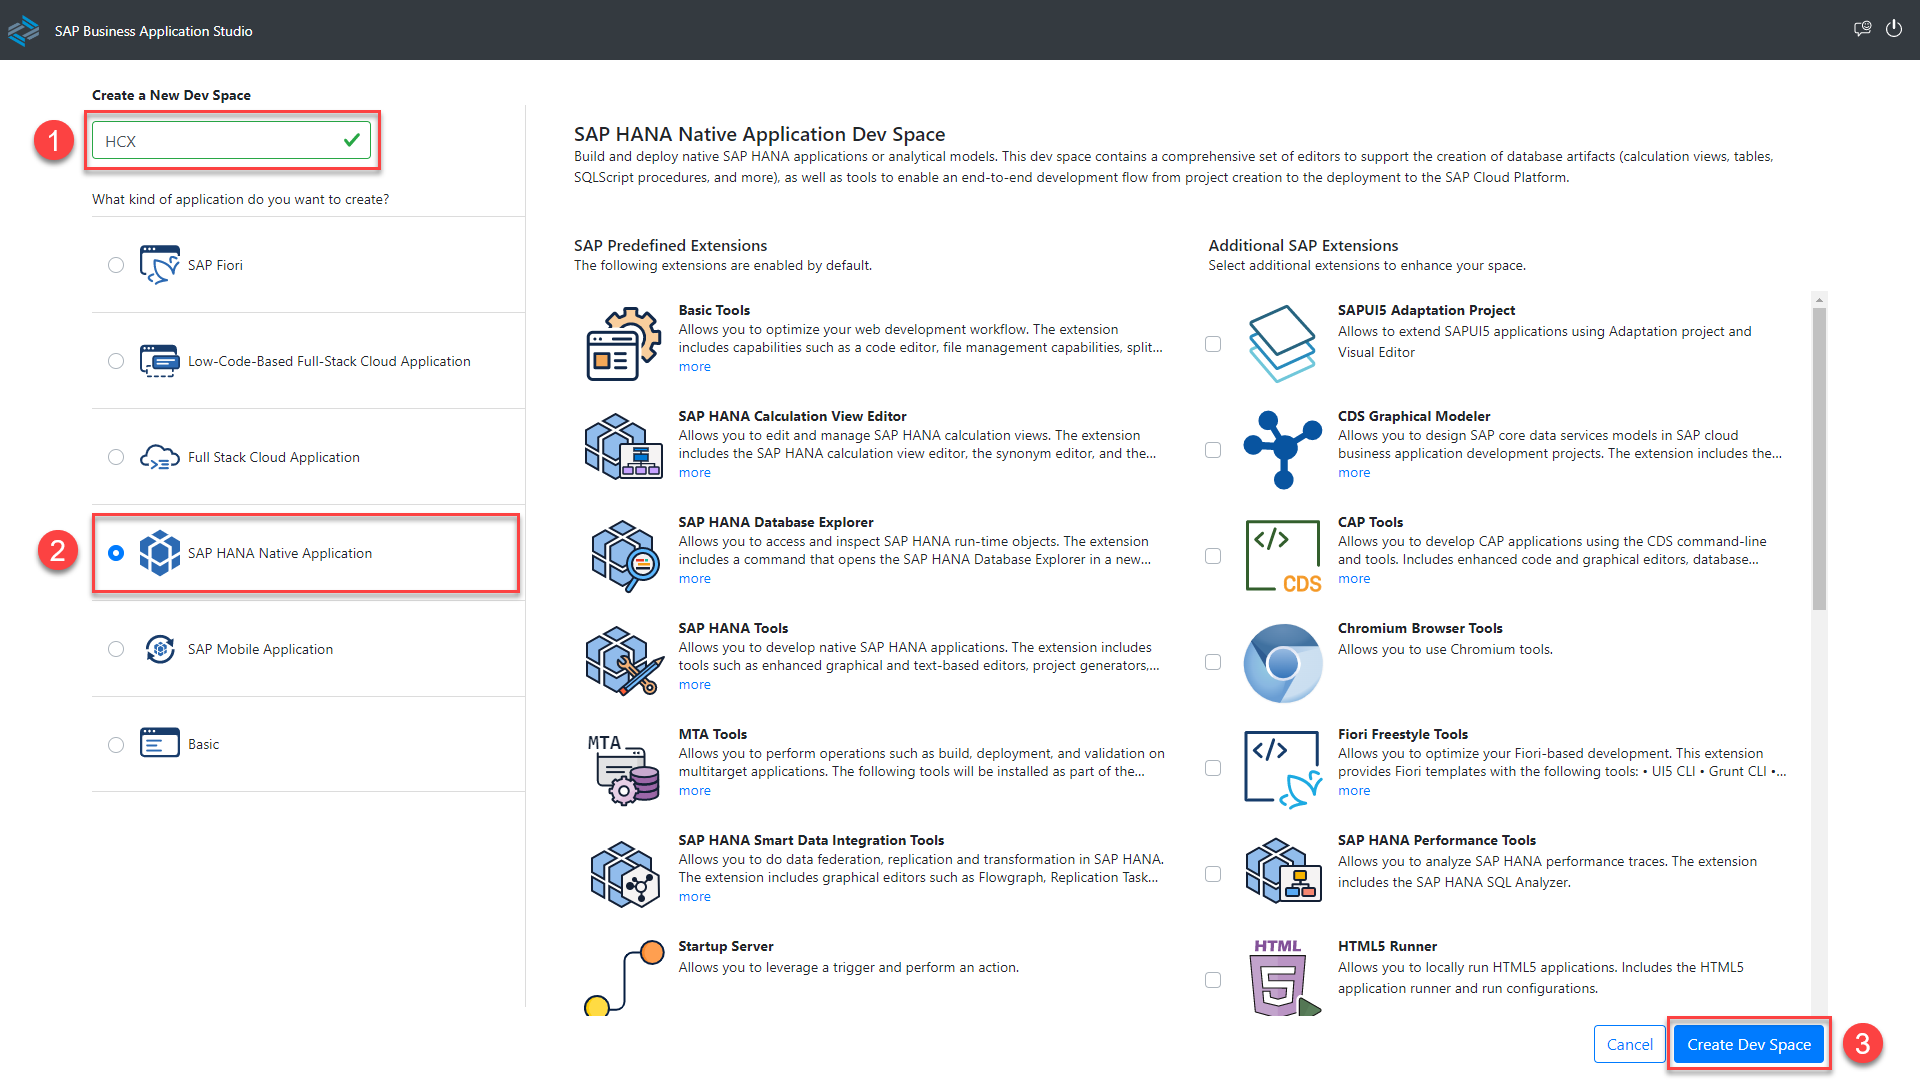 SAP Business Application Studio
Create a New Dev Space
1
HCX
What kind of application do you want to create?
SAP Fiori
Low-Code-Based Full-Stack Cloud Application
Full Stack Cloud Application
2
SAP HANA Native Application
SAP Mobile Application
Basic
SAP HANA Native Application Dev Space
Build and deploy native SAP HANA applications or analytical models. This dev space contains a comprehensive set of editors to support the creation of database artifacts (calculation views, tables,
SQLScript procedures, and more), as well as tools to enable an end-to-end development flow from project creation to the deployment to the SAP Cloud Platform.
SAP Predefined Extensions
The following extensions are enabled by default.
Basic Tools
Allows you to optimize your web development workflow. The extension
includes capabilities such as a code editor, file management capabilities, split...
more
SAP HANA Calculation View Editor
Allows you to edit and manage SAP HANA calculation views. The extension
includes the SAP HANA calculation view editor, the synonym editor, and the...
more
SAP HANA Database Explorer
Allows you to access and inspect SAP HANA run-time objects. The extension
includes a command that opens the SAP HANA Database Explorer in a new...
more
SAP HANA Tools
Allows you to develop native SAP HANA applications. The extension includes
tools such as enhanced graphical and text-based editors, project generators,...
more
MTA
MTA Tools
Allows you to perform operations such as build, deployment, and validation on
multitarget applications. The following tools will be installed as part of the...
more
SAP HANA Smart Data Integration Tools
Allows you to do data federation, replication and transformation in SAP HANA.
The extension includes graphical editors such as Flowgraph, Replication Task...
more
Startup Server
Allows you to leverage a trigger and perform an action.
Additional SAP Extensions
Select additional extensions to enhance your space.
SAPUI5 Adaptation Project
Allows to extend SAPUI5 applications using Adaptation project and
Visual Editor
CDS Graphical Modeler
Allows you to design SAP core data services models in SAP cloud
business application development projects. The extension includes the...
more
</>
CDS
CAP Tools
Allows you to develop CAP applications using the CDS command-line
and tools. Includes enhanced code and graphical editors, database...
more
Chromium Browser Tools
Allows you to use Chromium tools.
</>
Fiori Freestyle Tools
Allows you to optimize your Fiori-based development. This extension
provides Fiori templates with the following tools: • UI5 CLI • Grunt CLI •...
more
SAP HANA Performance Tools
Allows you to analyze SAP HANA performance traces. The extension
includes the SAP HANA SQL Analyzer.
HTML
5
HTML5 Runner
Allows you to locally run HTML5 applications. Includes the HTML5
application runner and run configurations.
Cancel
Create Dev Space
3